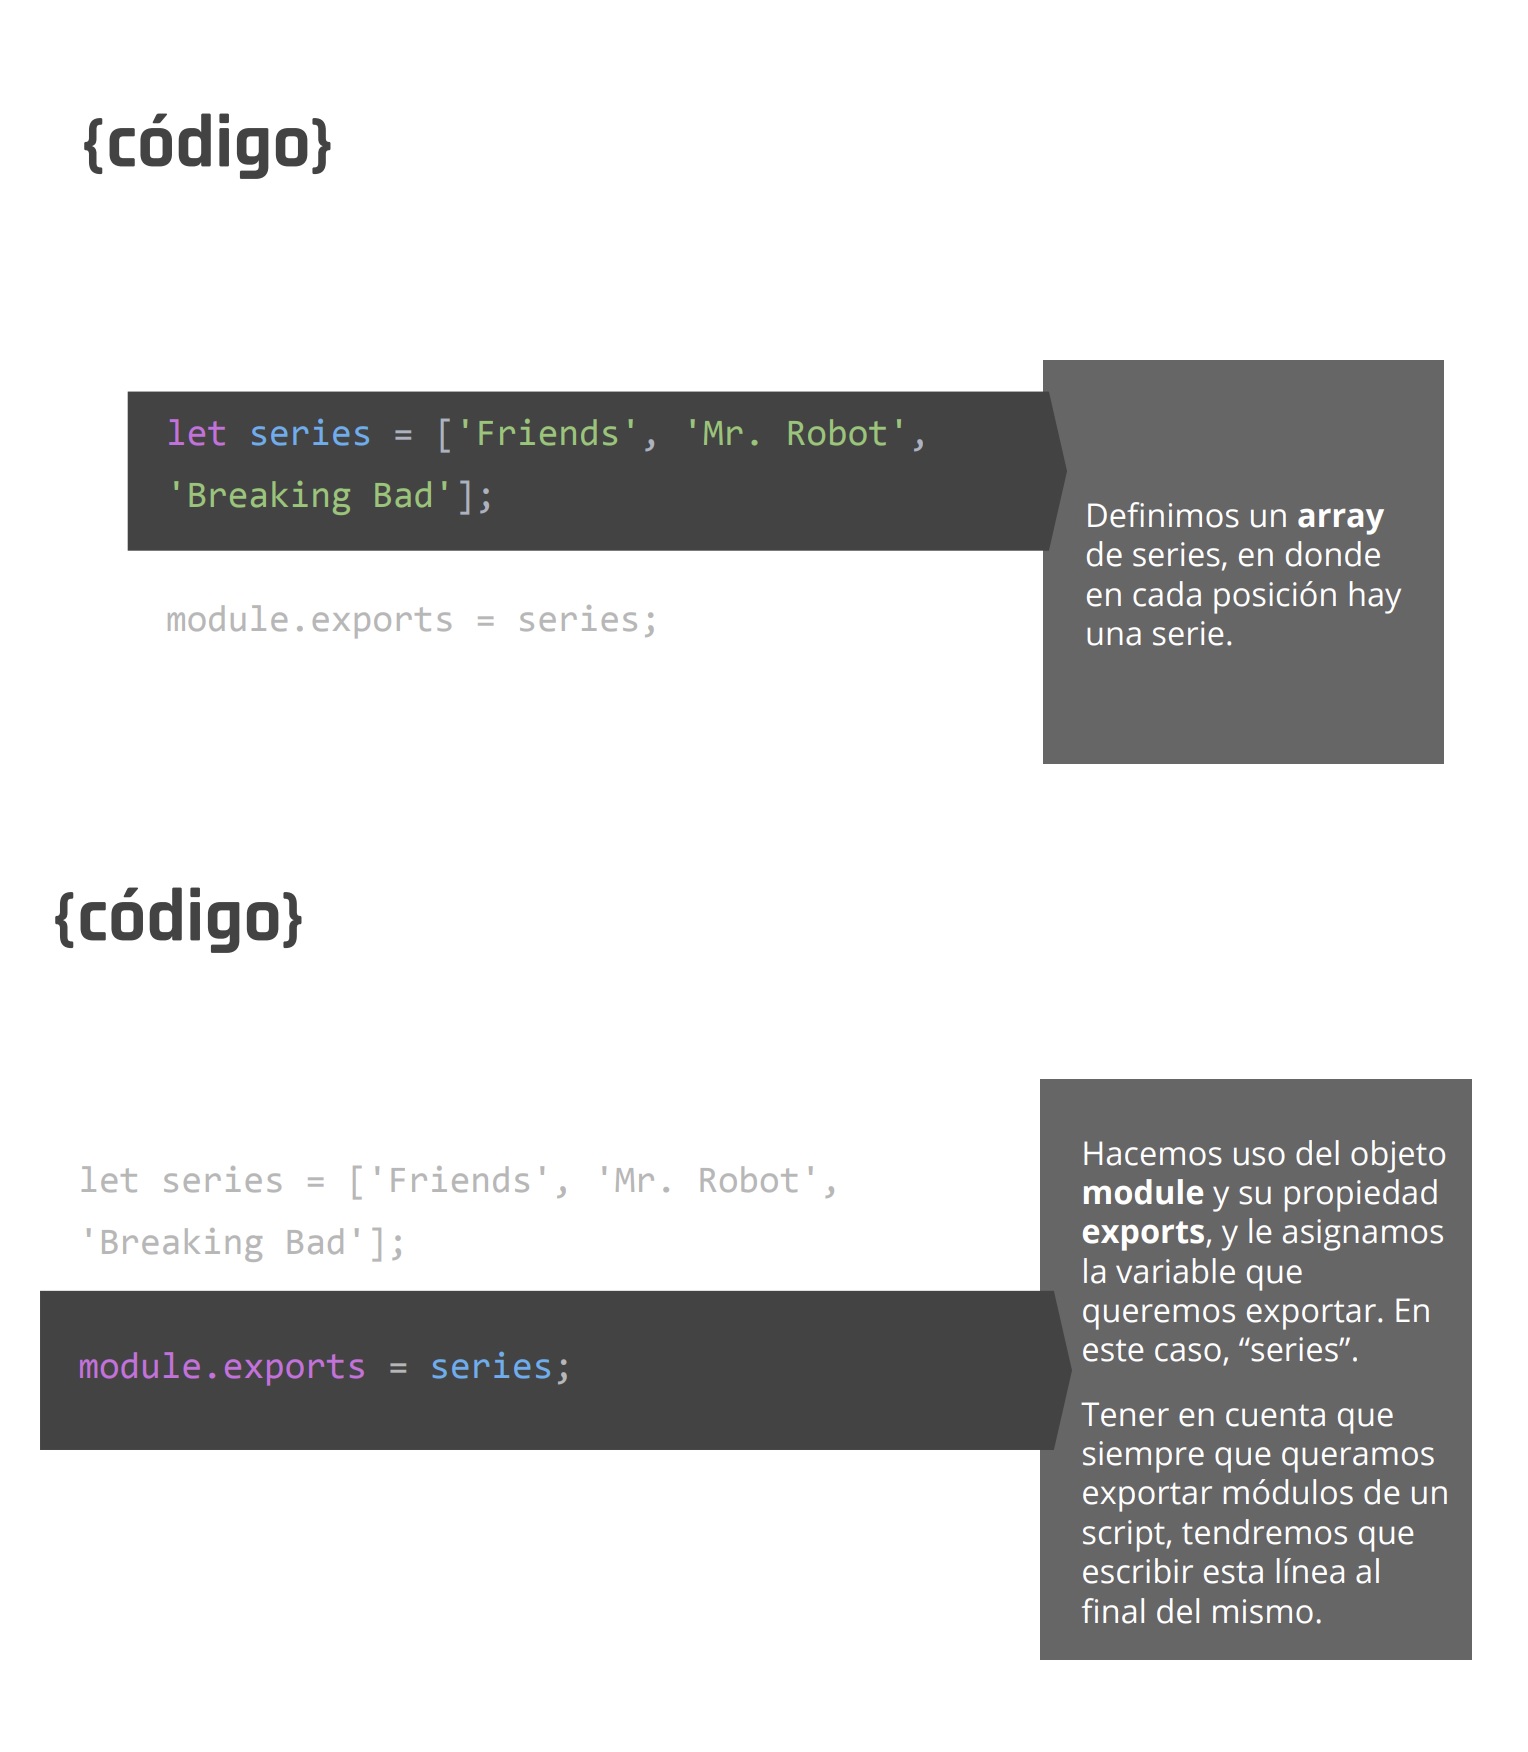 {código}
let series = ['Friends', 'Mr. Robot',
'Breaking Bad'];
module.exports = series;
Definimos un array
de series, en donde
en cada posición hay
una serie.
{código}
let series = ['Friends', 'Mr. Robot',
'Breaking Bad'];
module.exports = series;
Hacemos uso del objeto
module y su propiedad
exports, y le asignamos
la variable que
queremos exportar. En
este caso, “series”.
Tener en cuenta que
siempre que queramos
exportar módulos de un
script, tendremos que
escribir esta línea al
final del mismo.